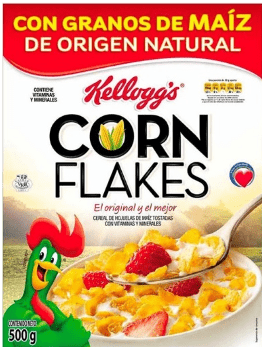 CON GRANOS DE MAÍZ
DE ORIGEN NATURAL
CONTIENE
VITAMINAS
Y MINERALES
Kellogg's
CORN
FLAKES
El original y el mejor
CEREAL DE HOJUELAS DE MAÍZ TOSTADAS
CON VITAMINAS Y MINERALES
CONTENIDO NETO
500 g